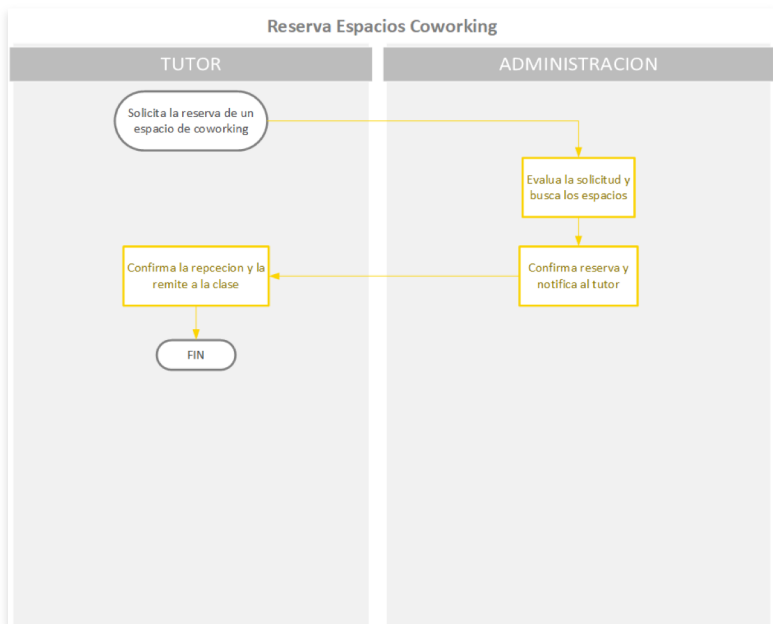 Reserva Espacios Coworking
TUTOR
ADMINISTRACION
Solicita la reserva de un
espacio de coworking
Evalua la solicitud y
busca los espacios
Confirma la repcecion y la
remite a la clase
Confirma reserva y
notifica al tutor
FIN